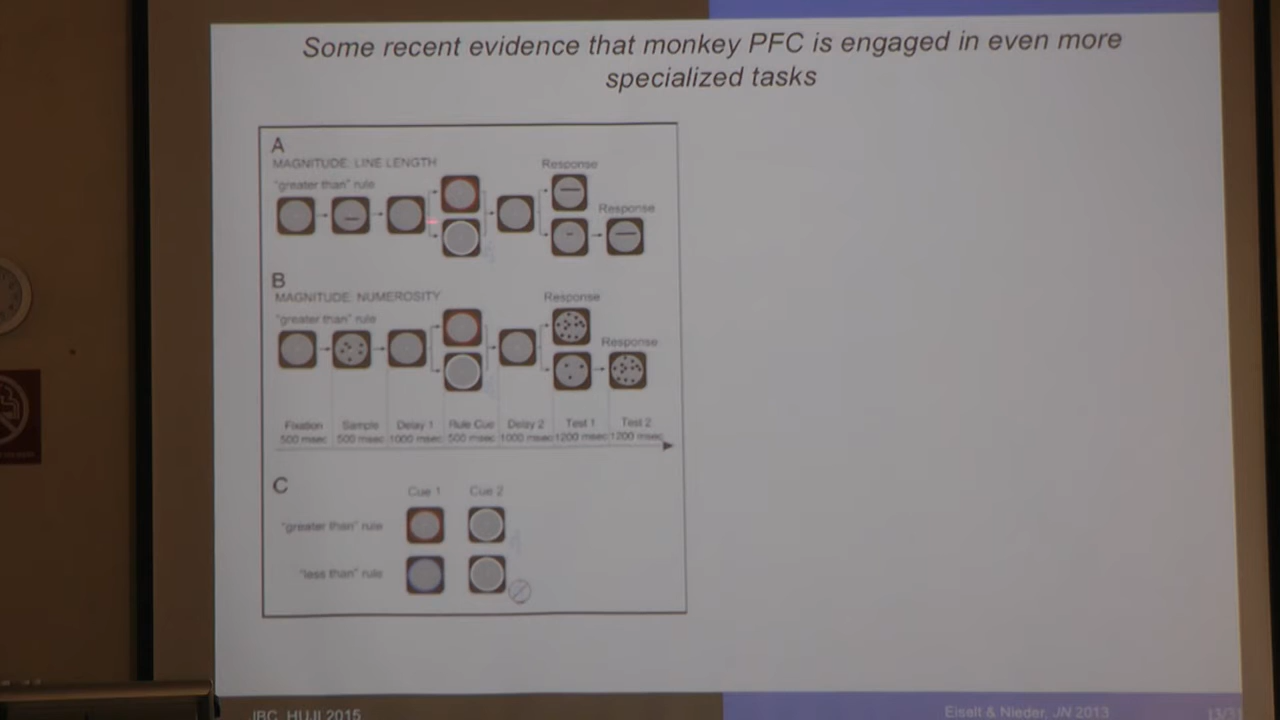 Some recent evidence that monkey PFC is engaged in even more
specialized tasks
A
MAGNITUDE: LINE LENGTH
"greater than" rule
Response
Response
B
MAGNITUDE: NUMEROSITY
"greater than" rule
Response
Response
Fixation Sample Delay 1 Rule Cue Delay 2 Test 1 Test 2
500 msec 500 msec 1000 msec 500 msec 1000 msec 1200 msec 1200 msec
C
Cue 1 Cue 2
"greater than" rule
"less than" rule
JBC, HUJI 2015
Eiselt & Nieder, JN 2013